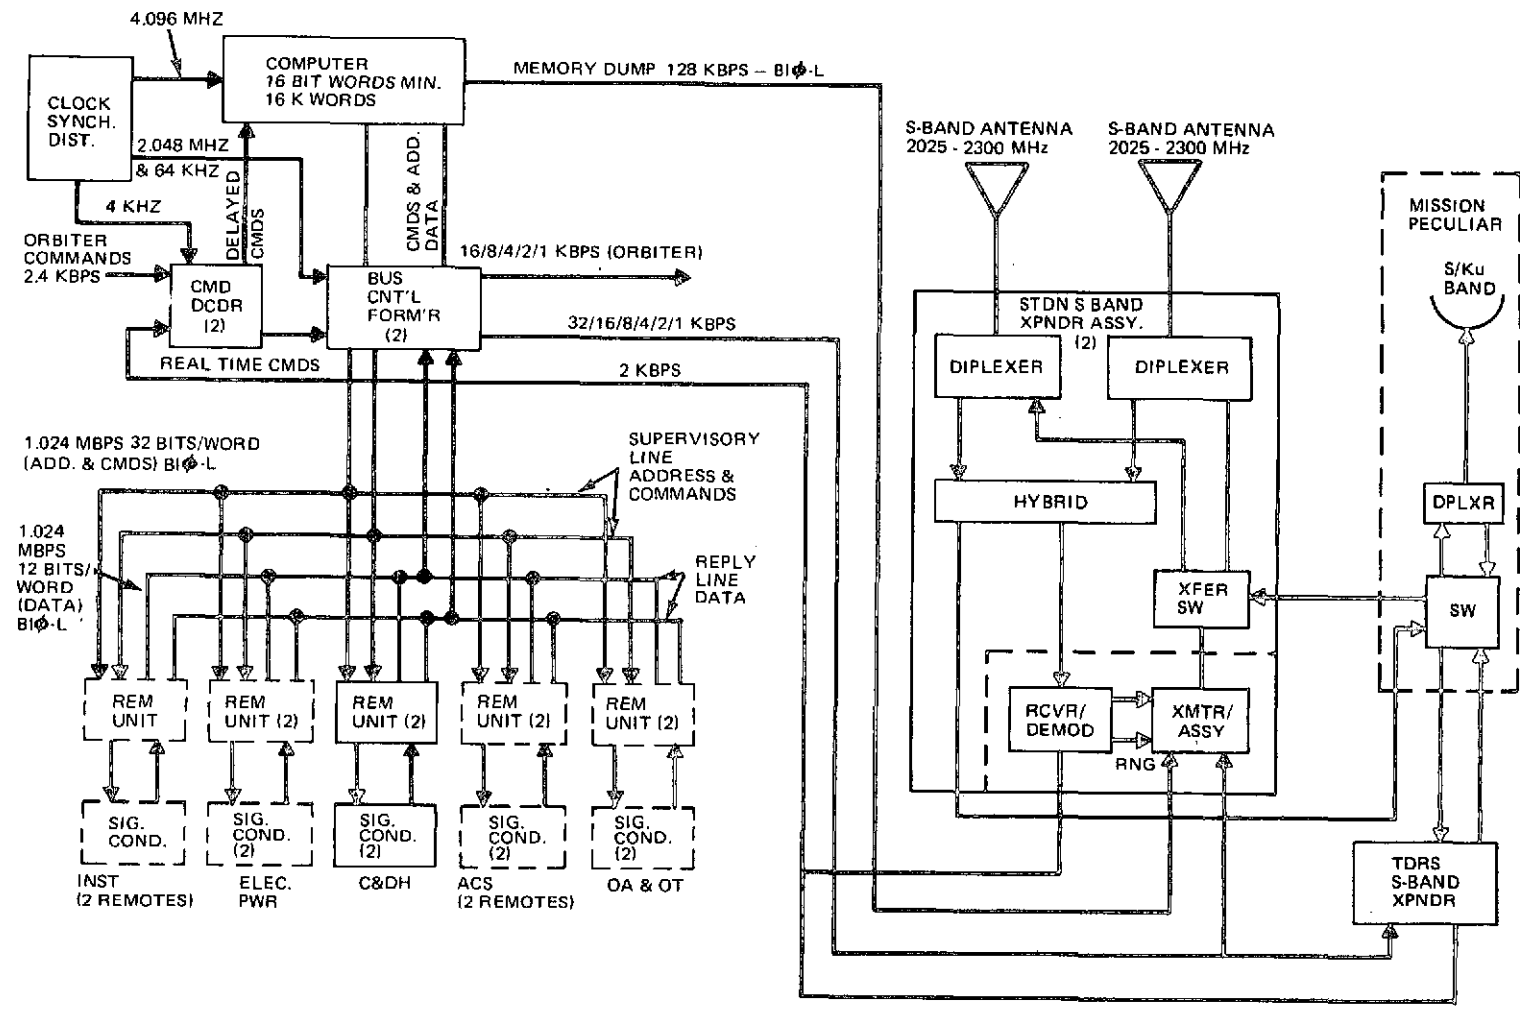 4.096 MHZ
CLOCK
SYNCH.
DIST.
COMPUTER
16 BIT WORDS MIN.
16 K WORDS
MEMORY DUMP 128 KBPS – BIϕ-L
2.048 MHZ
& 64 KHZ
4 KHZ
DELAYED
CMDS
CMDS & ADD.
DATA
ORBITER
COMMANDS
2.4 KBPS
CMD
DCDR
(2)
BUS
CNT'L
FORM'R
(2)
16/8/4/2/1 KBPS (ORBITER)
32/16/8/4/2/1 KBPS
REAL TIME CMDS
2 KBPS
1.024 MBPS 32 BITS/WORD
(ADD. & CMDS) BIϕ-L
SUPERVISORY
LINE
ADDRESS &
COMMANDS
1.024
MBPS
12 BITS/
WORD
(DATA)
BIϕ-L
REPLY
LINE
DATA
REM
UNIT
REM
UNIT (2)
REM
UNIT (2)
REM
UNIT (2)
REM
UNIT (2)
SIG.
COND.
SIG.
COND.
(2)
SIG.
COND.
(2)
SIG.
COND.
(2)
SIG.
COND.
(2)
INST
(2 REMOTES)
ELEC.
PWR
C&DH
ACS
(2 REMOTES)
OA & OT
S-BAND ANTENNA
2025 - 2300 MHz
S-BAND ANTENNA
2025 - 2300 MHz
STDN S BAND
XPNDR ASSY.
(2)
DIPLEXER
DIPLEXER
HYBRID
XFER
SW
RCVR/
DEMOD
XMTR/
ASSY
RNG
MISSION
PECULIAR
S/Ku
BAND
DPLXR
SW
TDRS
S-BAND
XPNDR